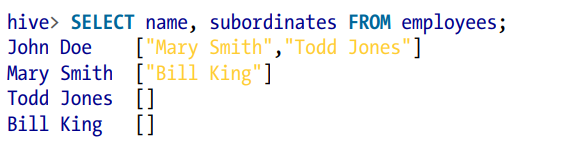 hive> SELECT name, subordinates FROM employees;
John Doe ["Mary Smith","Todd Jones"]
Mary Smith ["Bill King"]
Todd Jones []
Bill King []